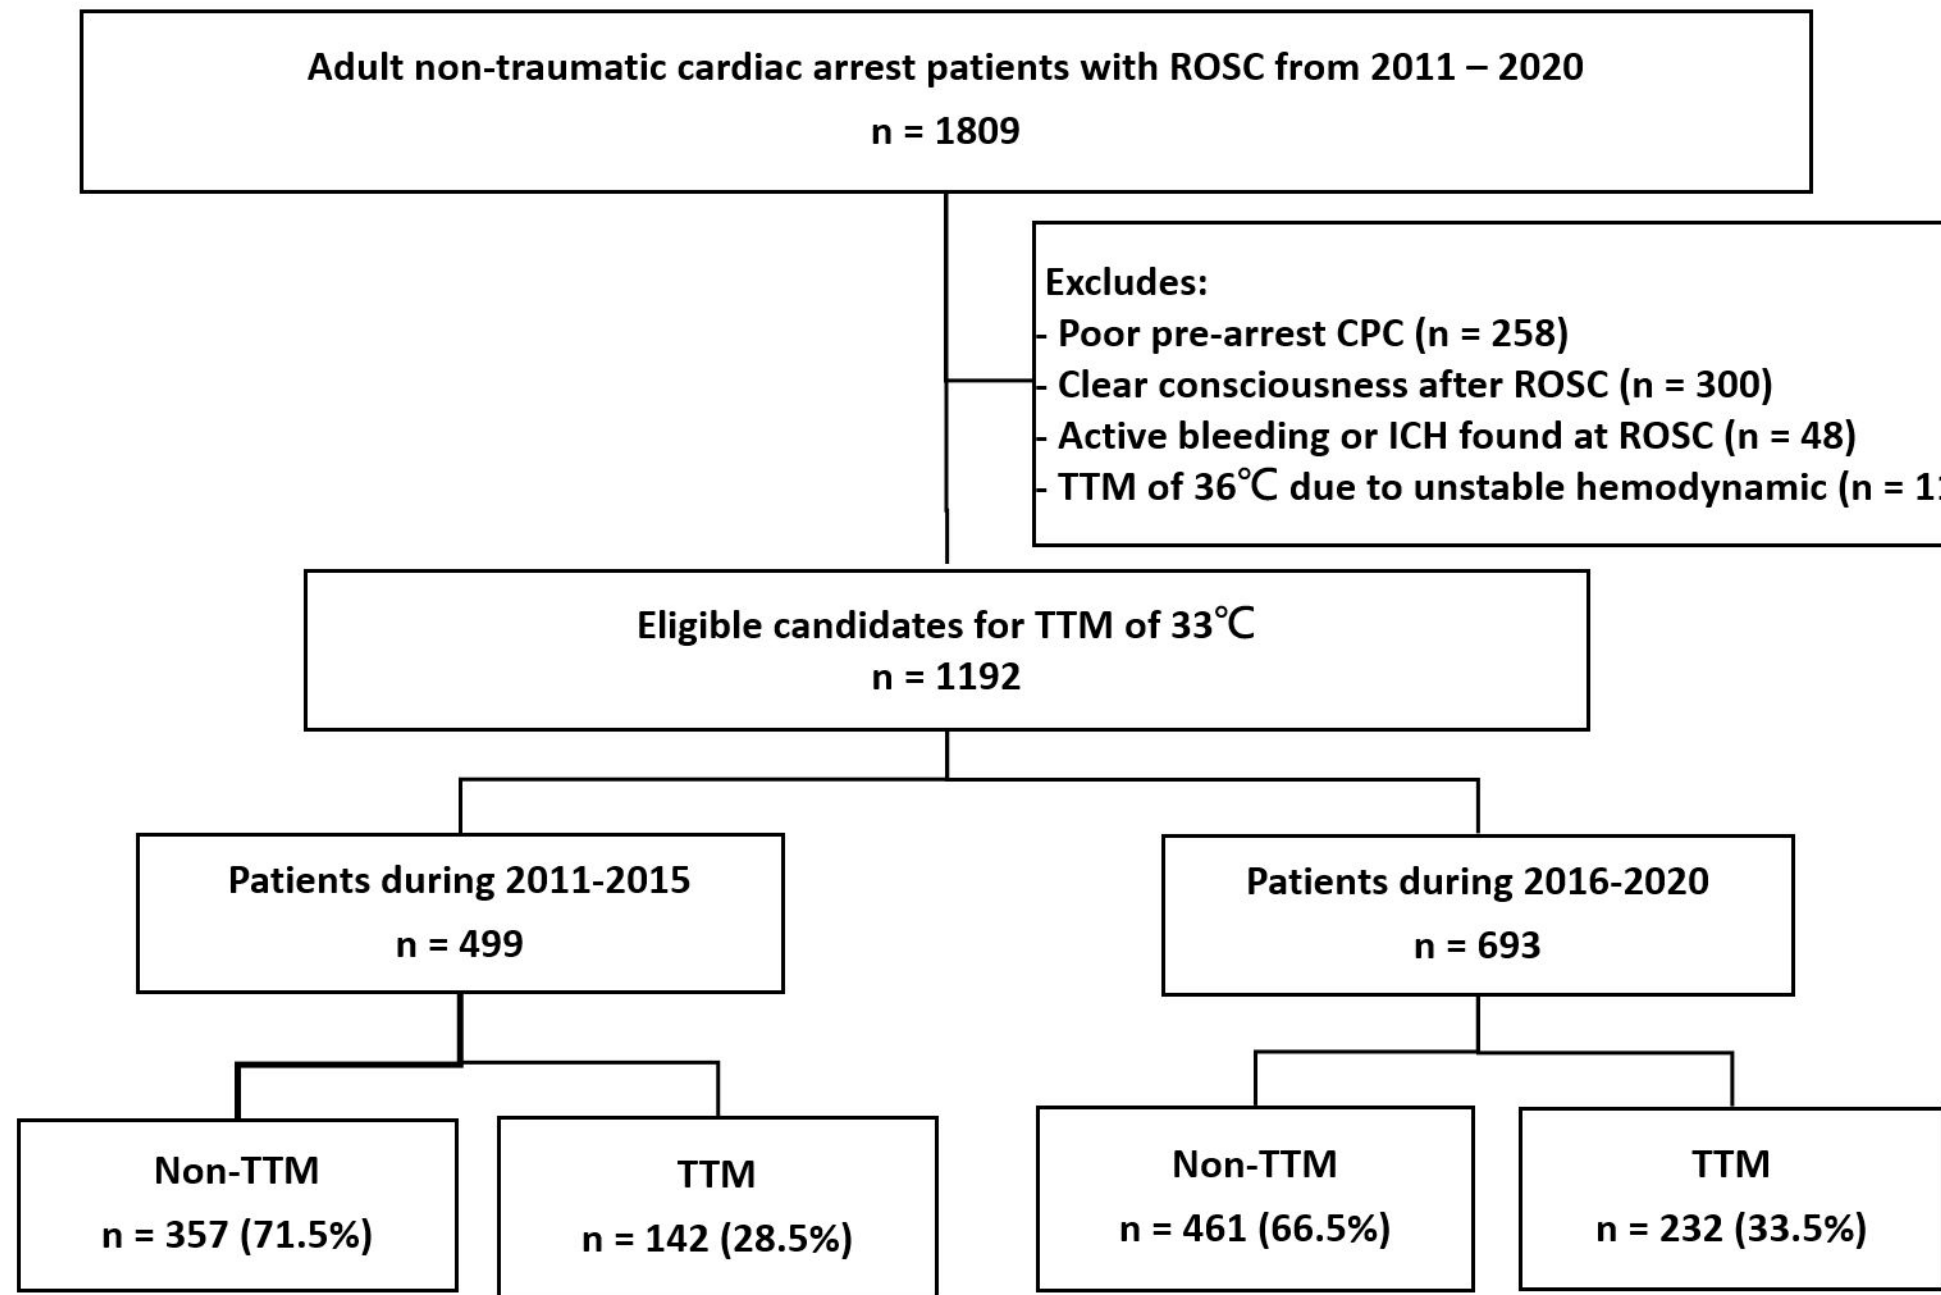 Adult non-traumatic cardiac arrest patients with ROSC from 2011 – 2020
n = 1809
Excludes:
- Poor pre-arrest CPC (n = 258)
- Clear consciousness after ROSC (n = 300)
- Active bleeding or ICH found at ROSC (n = 48)
- TTM of 36℃ due to unstable hemodynamic (n =
Eligible candidates for TTM of 33℃
n = 1192
Patients during 2011-2015
n = 499
Patients during 2016-2020
n = 693
Non-TTM
n = 357 (71.5%)
TTM
n = 142 (28.5%)
Non-TTM
n = 461 (66.5%)
TTM
n = 232 (33.5%)